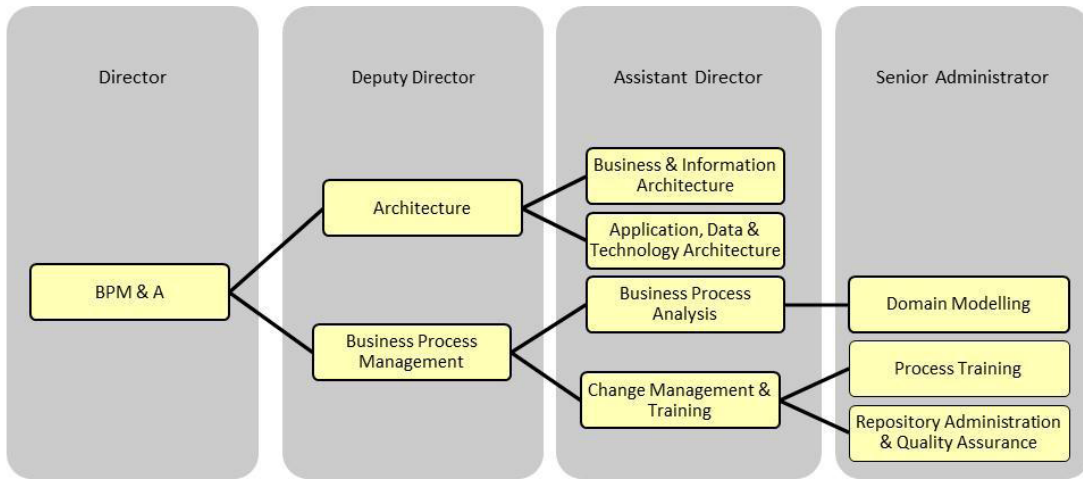 Director
Deputy Director
Assistant Director
Senior Administrator
BPM & A
Architecture
Business Process
Management
Business & Information
Architecture
Application, Data &
Technology Architecture
Business Process
Analysis
Change Management &
Training
Domain Modelling
Process Training
Repository Administration
& Quality Assurance